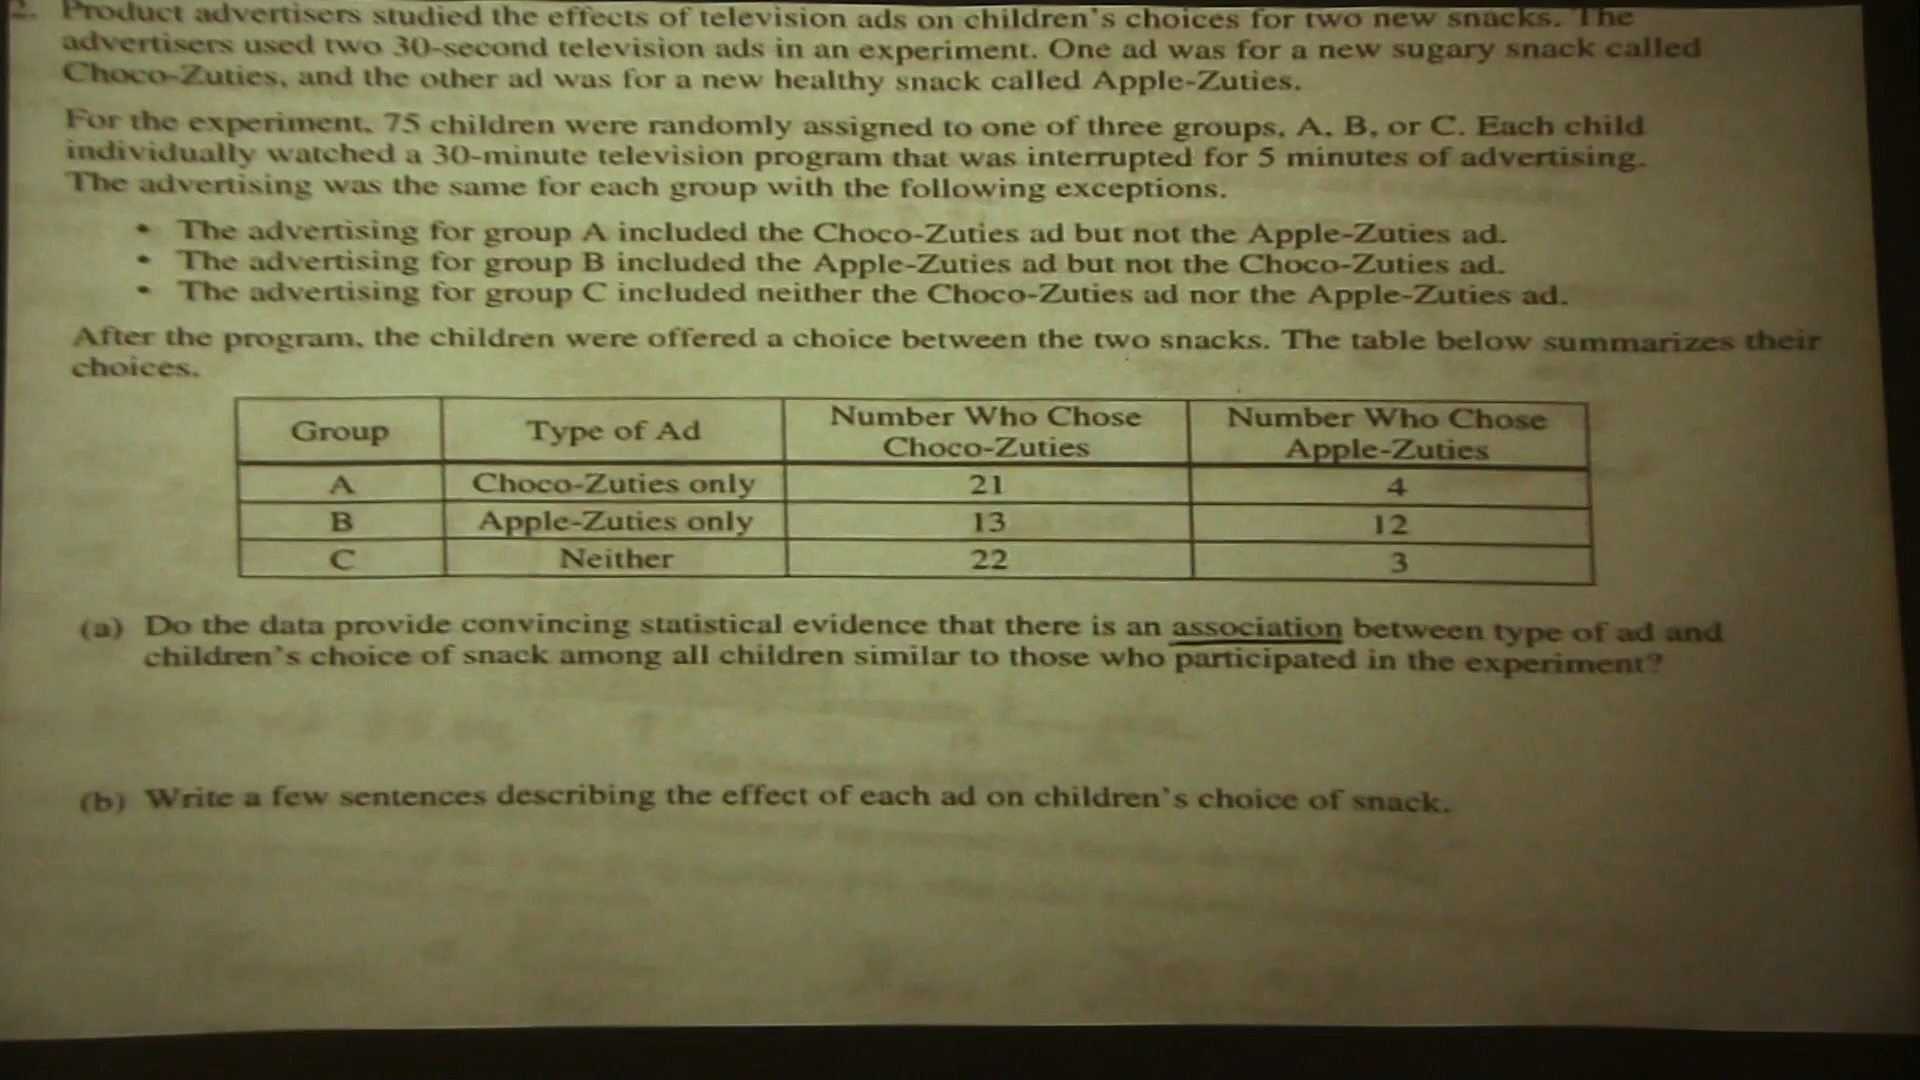 2. Product advertisers studied the effects of television ads on children's choices for two new snacks. The
advertisers used two 30-second television ads in an experiment. One ad was for a new sugary snack called
Choco-Zuties, and the other ad was for a new healthy snack called Apple-Zuties.
For the experiment, 75 children were randomly assigned to one of three groups, A, B, or C. Each child
individually watched a 30-minute television program that was interrupted for 5 minutes of advertising.
The advertising was the same for each group with the following exceptions.
• The advertising for group A included the Choco-Zuties ad but not the Apple-Zuties ad.
• The advertising for group B included the Apple-Zuties ad but not the Choco-Zuties ad.
• The advertising for group C included neither the Choco-Zuties ad nor the Apple-Zuties ad.
After the program, the children were offered a choice between the two snacks. The table below summarizes their
choices.
Group Type of Ad Number Who Chose Choco-Zuties Number Who Chose Apple-Zuties
A Choco-Zuties only 21 4
B Apple-Zuties only 13 12
C Neither 22 3
(a) Do the data provide convincing statistical evidence that there is an association between type of ad and
children's choice of snack among all children similar to those who participated in the experiment?
(b) Write a few sentences describing the effect of each ad on children's choice of snack.